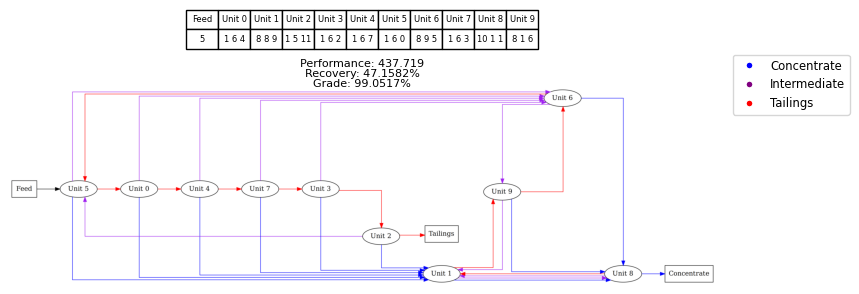 Feed Unit 0 Unit 1 Unit 2 Unit 3 Unit 4 Unit 5 Unit 6 Unit 7 Unit 8 Unit 9
5 1 6 4 8 8 9 1 5 11 1 6 2 1 6 7 1 6 0 8 9 5 1 6 3 10 1 1 8 1 6
Performance: 437.719
Recovery: 47.1582%
Grade: 99.0517%
Concentrate
Intermediate
Tailings
Unit 6
Feed
Unit 5
Unit 0
Unit 4
Unit 7
Unit 3
Unit 9
Unit 2
Tailings
Unit 1
Unit 8
Concentrate